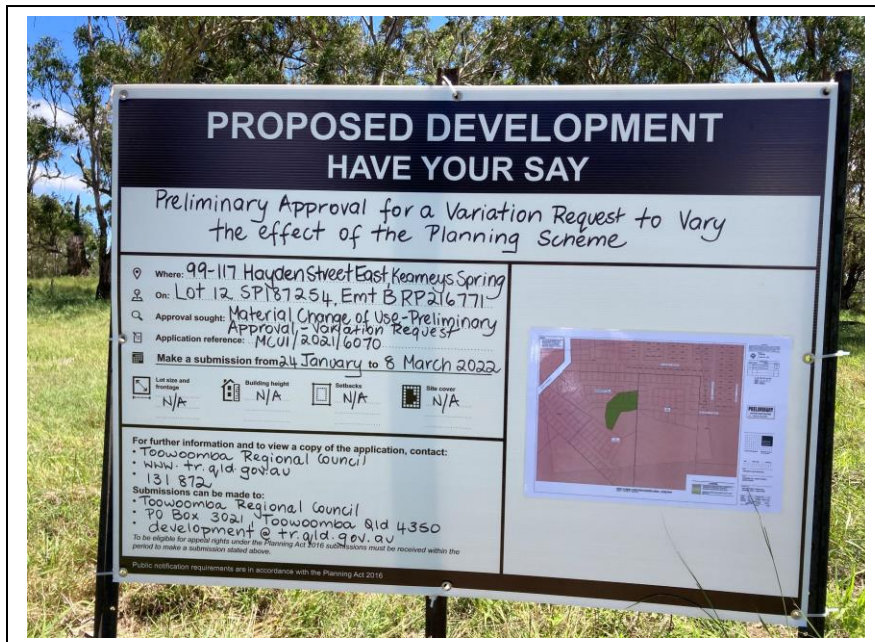 PROPOSED DEVELOPMENT
HAVE YOUR SAY
Preliminary Approval for a Variation Request to Vary
the effect of the Planning Scheme
Where: 99-117 Hayden Street East, Kearneys Spring
On: Lot 12 SP187254, Emt B RP216771
Approval sought: Material Change of Use-Preliminary
Approval,-Variation Request
Application reference: MCUI/2021/6070
Make a submission from 24 January to 8 March 2022
Lot size and
frontage
N/A
Building height
N/A
Setbacks
N/A
Site cover
N/A
For further information and to view a copy of the application, contact:
• Toowoomba Regional Council
• www.tr.qld.gov.au
• 131 872
Submissions can be made to:
• Toowoomba Regional Council
• PO Box 3021, Toowoomba Qld 4350
• development@tr.qld.gov.au
To be eligible for appeal rights under the Planning Act 2016 submissions must be received within the
period to make a submission stated above.
Public notification requirements are in accordance with the Planning Act 2016
PRELIMINARY